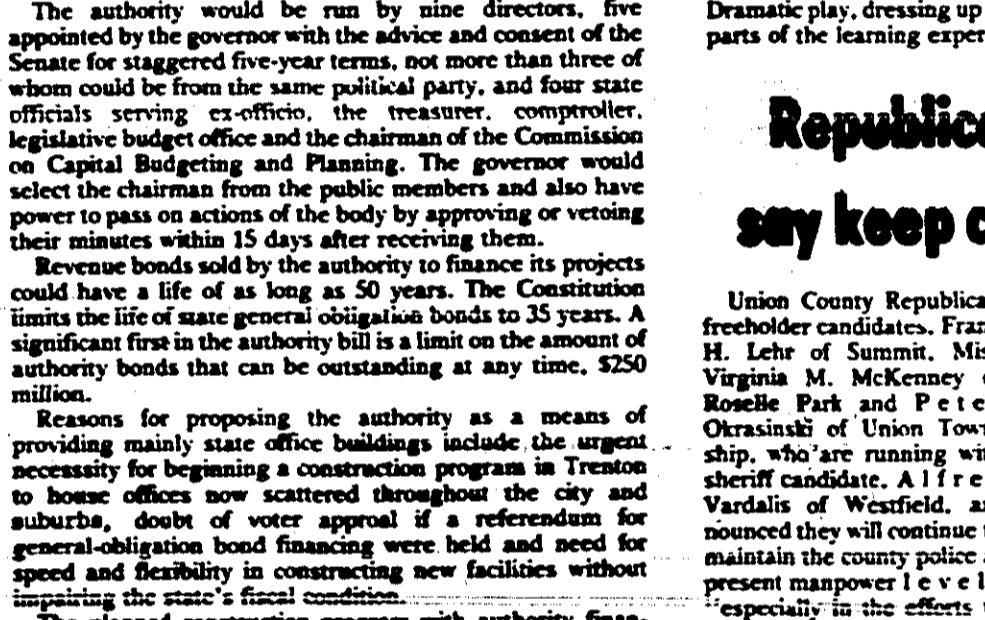 The authority would be run by nine directors, five
appointed by the governor with the advice and consent of the
Senate for staggered five-year terms, not more than three of
whom could be from the same political party, and four state
officials serving ex-officio, the treasurer, comptroller,
legislative budget office and the chairman of the Commission
on Capital Budgeting and Planning. The governor would
select the chairman from the public members and also have
power to pass on actions of the body by approving or vetoing
their minutes within 15 days after receiving them.
Revenue bonds sold by the authority to finance its projects
could have a life of as long as 50 years. The Constitution
limits the life of state general obligation bonds to 35 years. A
significant first in the authority bill is a limit on the amount of
authority bonds that can be outstanding at any time, $250
million.
Reasons for proposing the authority as a means of
providing mainly state office buildings include the urgent
necesssity for beginning a construction program in Trenton
to house offices now scattered throughout the city and
suburbs, doubt of voter approal if a referendum for
general-obligation bond financing were held and need for
speed and flexibility in constructing new facilities without
impairing the state's fiscal condition.
The planned construction program with authority finan-
Dramatic play, dressing up
parts of the learning exper
Republica
say keep c
Union County Republica
freeholder candidates, Fran
H. Lehr of Summit, Mis
Virginia M. McKenney
Roselle Park and Pete
Okrasinski of Union Tow
ship, who are running wit
sheriff candidate, Alfre
Vardalis of Westfield, a
nounced they will continue
maintain the county police
present manpower level
"especially in the efforts